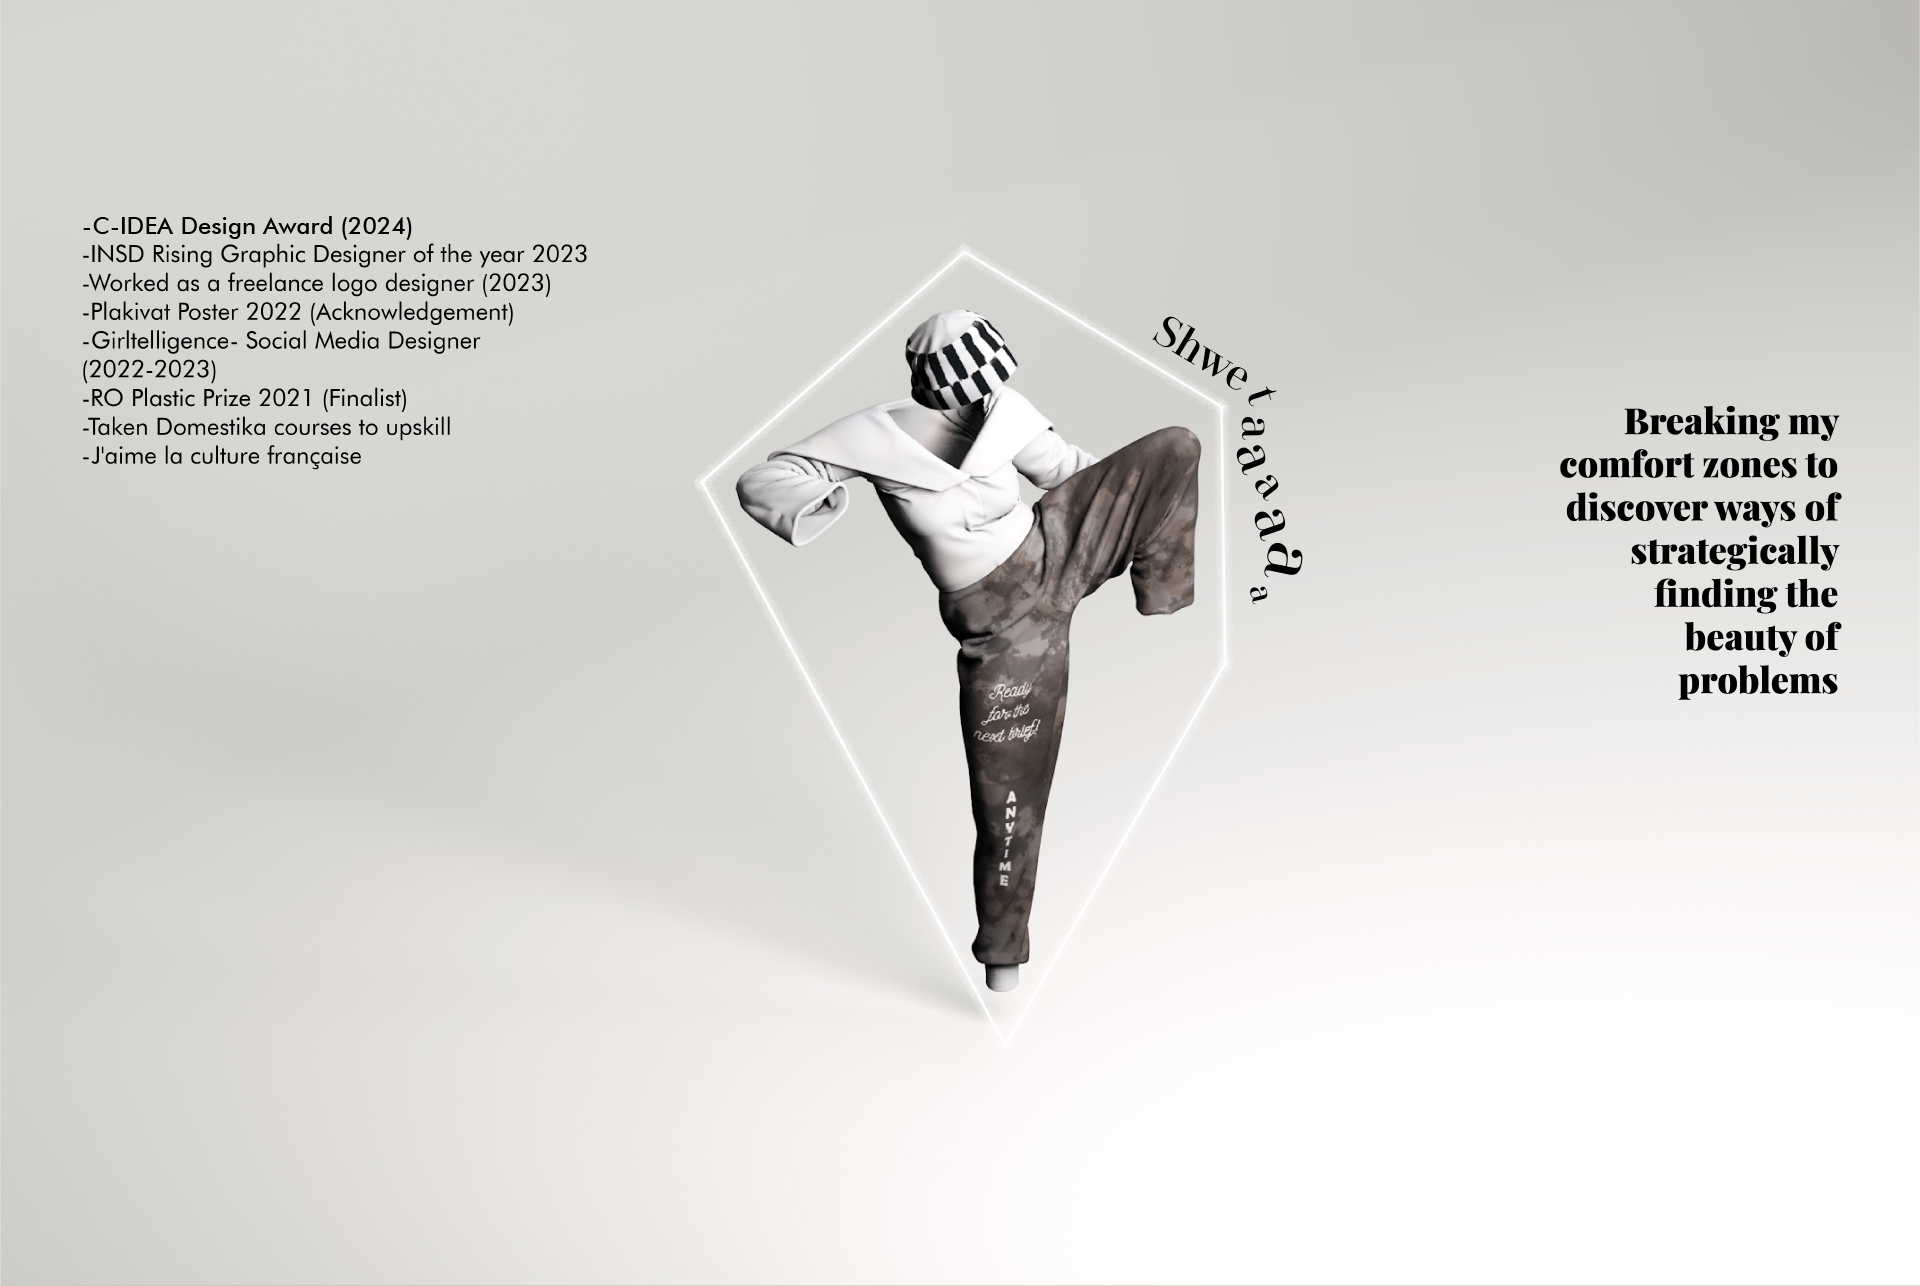 -C-IDEA Design Award (2024)
-INSD Rising Graphic Designer of the year 2023
-Worked as a freelance logo designer (2023)
-Plakivat Poster 2022 (Acknowledgement)
-Girltelligence- Social Media Designer
(2022-2023)
-RO Plastic Prize 2021 (Finalist)
-Taken Domestika courses to upskill
-J'aime la culture française
Shwetaaaaaa
Ready
for the
next brief!
ANYTIME
Breaking my
comfort zones to
discover ways of
strategically
finding the
beauty of
problems